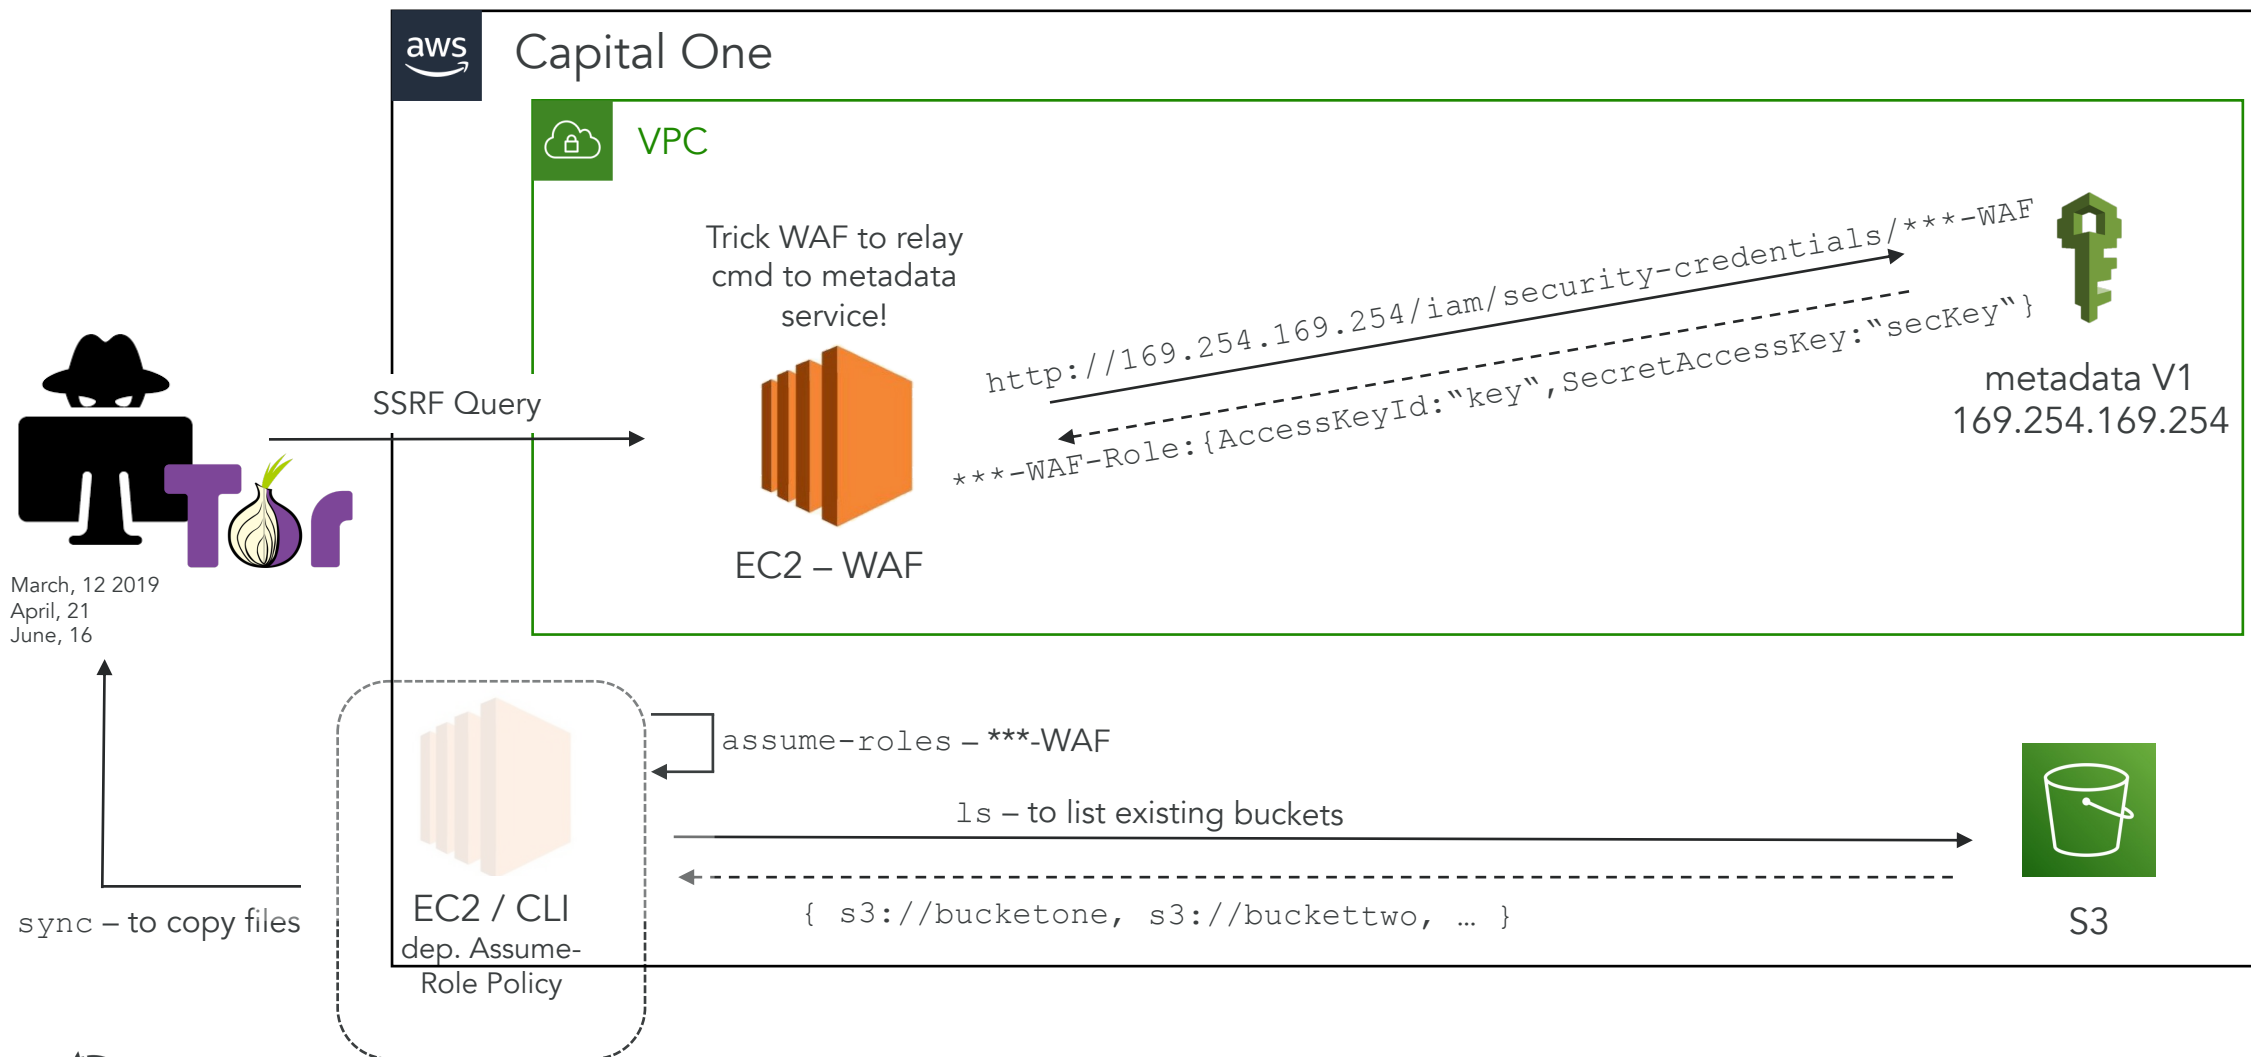 aws
Capital One
VPC
Trick WAF to relay
cmd to metadata
service!
http://169.254.169.254/iam/security-credentials/***-WAF
***-WAF-Role:{AccessKeyId:“key“,SecretAccessKey:“secKey“}
metadata V1
169.254.169.254
SSRF Query
Tor
EC2 – WAF
March, 12 2019
April, 21
June, 16
assume-roles – ***-WAF
ls – to list existing buckets
{ s3://bucketone, s3://buckettwo, … }
S3
EC2 / CLI
dep. Assume-
Role Policy
sync – to copy files